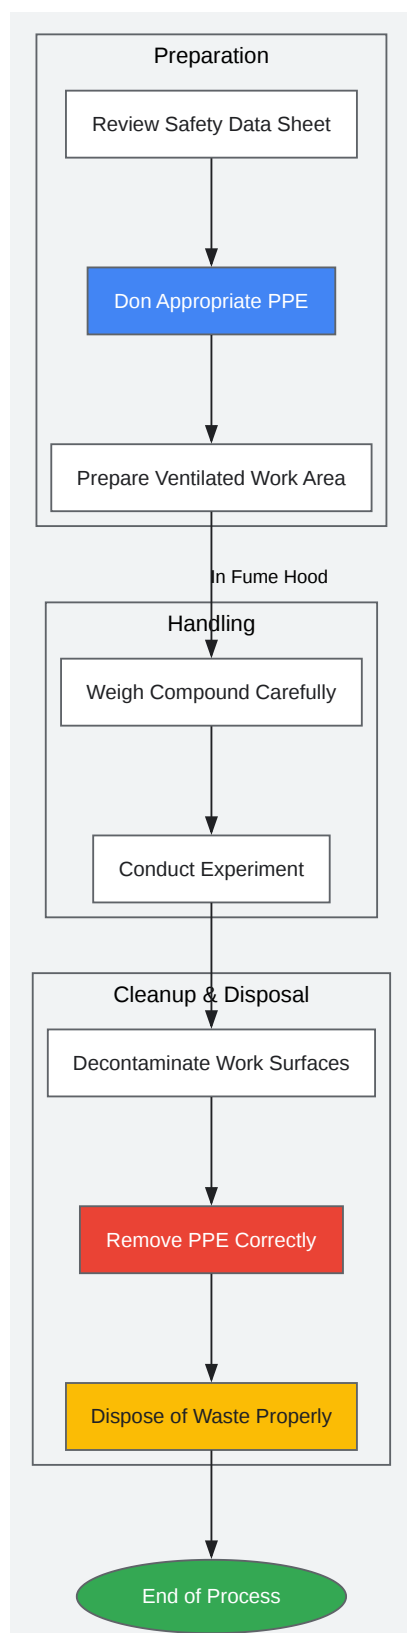 Preparation
Review Safety Data Sheet
Don Appropriate PPE
Prepare Ventilated Work Area
In Fume Hood
Handling
Weigh Compound Carefully
Conduct Experiment
Cleanup & Disposal
Decontaminate Work Surfaces
Remove PPE Correctly
Dispose of Waste Properly
End of Process